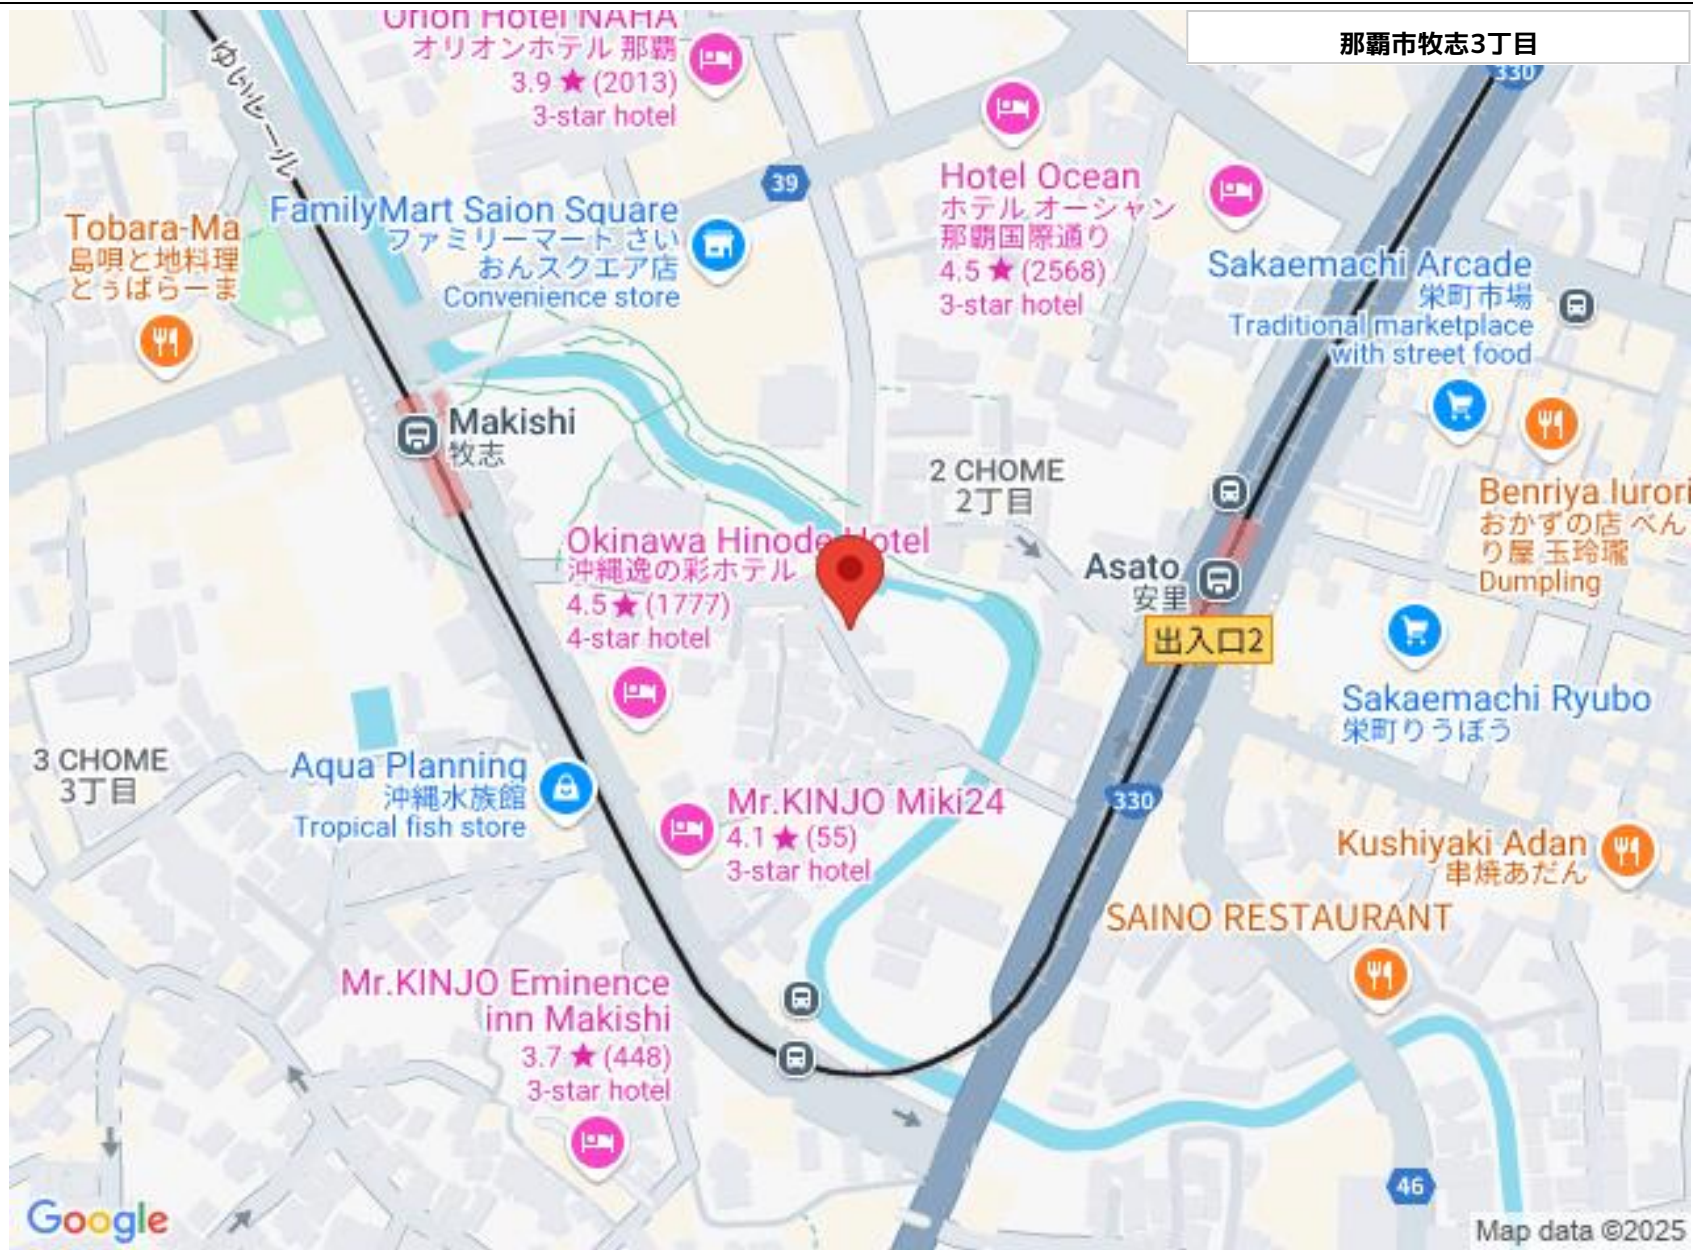 那覇市牧志3丁目
Orion Hotel NAHA
オリオンホテル 那覇
3.9 ★ (2013)
3-star hotel
330
ゆいレール
39
Hotel Ocean
ホテル オーシャン
那覇国際通り
4.5 ★ (2568)
3-star hotel
Tobara-Ma
島唄と地料理
とぅばらーま
FamilyMart Saion Square
ファミリーマート さい
おんスクエア店
Convenience store
Sakaemachi Arcade
栄町市場
Traditional marketplace
with street food
Makishi
牧志
2 CHOME
2丁目
Benriya Iurori
おかずの店 べん
り屋 玉玲瓏
Dumpling
Okinawa Hinode Hotel
沖縄逸の彩ホテル
4.5 ★ (1777)
4-star hotel
Asato
安里
出入口2
Sakaemachi Ryubo
栄町りうぼう
3 CHOME
3丁目
Aqua Planning
沖縄水族館
Tropical fish store
Mr.KINJO Miki24
4.1 ★ (55)
3-star hotel
330
Kushiyaki Adan
串焼あだん
SAINO RESTAURANT
Mr.KINJO Eminence
inn Makishi
3.7 ★ (448)
3-star hotel
46
Google
Map data ©2025